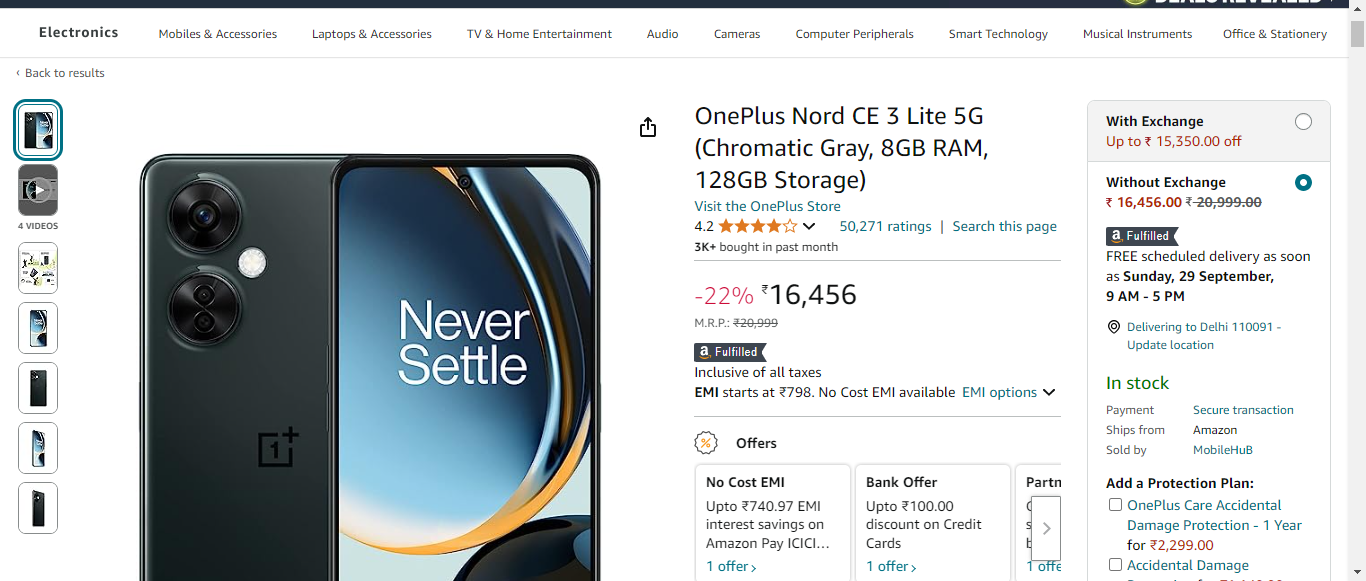 Electronics
Mobiles & Accessories
Laptops & Accessories
TV & Home Entertainment
Audio
Cameras
Computer Peripherals
Smart Technology
Musical Instruments
Office & Stationery
‹ Back to results
4 VIDEOS
Never
Settle
OnePlus Nord CE 3 Lite 5G
(Chromatic Gray, 8GB RAM,
128GB Storage)
Visit the OnePlus Store
4.2
50,271 ratings | Search this page
3K+ bought in past month
-22% ₹16,456
M.R.P.: ₹20,999
a Fulfilled
Inclusive of all taxes
EMI starts at ₹798. No Cost EMI available EMI options
Offers
No Cost EMI
Upto ₹740.97 EMI
interest savings on
Amazon Pay ICICI…
1 offer ›
Bank Offer
Upto ₹100.00
discount on Credit
Cards
1 offer ›
With Exchange
Up to ₹ 15,350.00 off
Without Exchange
₹ 16,456.00 ₹ 20,999.00
a Fulfilled
FREE scheduled delivery as soon
as Sunday, 29 September,
9 AM - 5 PM
Delivering to Delhi 110091 -
Update location
In stock
Payment Secure transaction
Ships from Amazon
Sold by MobileHub
Add a Protection Plan:
OnePlus Care Accidental
Damage Protection - 1 Year
for ₹2,299.00
Accidental Damage